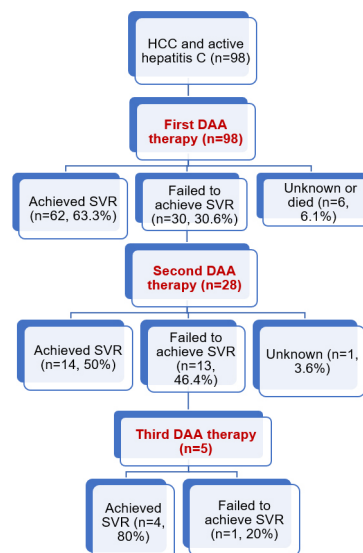 HCC and active
hepatitis C (n=98)
First DAA
therapy (n=98)
Achieved SVR
(n=62, 63.3%)
Failed to
achieve SVR
(n=30, 30.6%)
Unknown or
died (n=6,
6.1%)
Second DAA
therapy (n=28)
Achieved SVR
(n=14, 50%)
Failed to
achieve SVR
(n=13,
46.4%)
Unknown (n=1,
3.6%)
Third DAA therapy
(n=5)
Achieved
SVR (n=4,
80%)
Failed to
achieve SVR
(n=1, 20%)